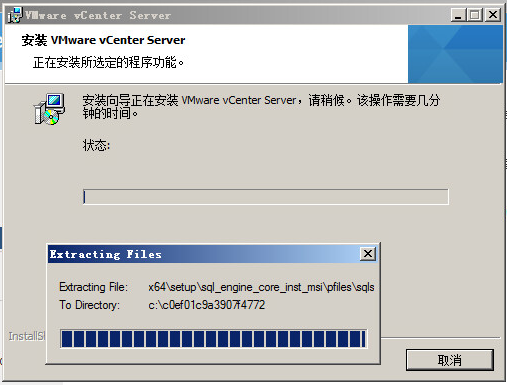 VMware vCenter Server
安装 VMware vCenter Server
正在安装所选定的程序功能。
安装向导正在安装 VMware vCenter Server，请稍候。该操作需要几分
钟的时间。
状态:
Extracting Files
Extracting File: x64\setup\sql_engine_core_inst_msi\pfiles\sqls
To Directory: c:\c0ef01c9a3907f4772
InstallSh
取消